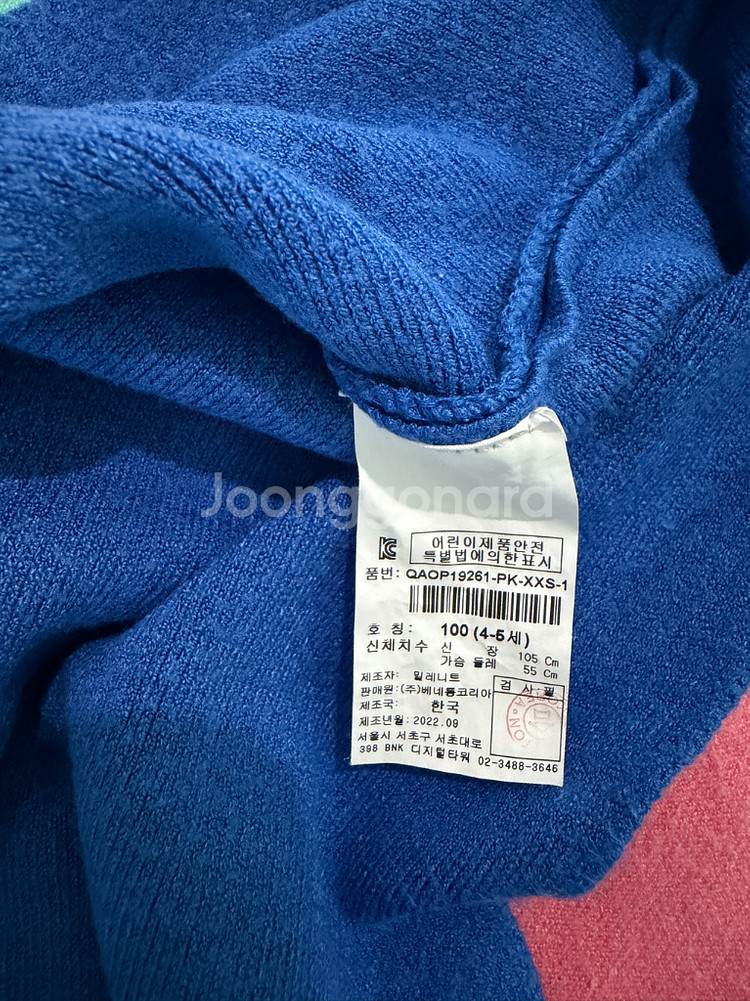 Joonggonara
어린이제품안전
특별법에의한표시
품번: QAOP19261-PK-XXS-1
호 칭: 100 (4-5세)
신체치수 신 장 105 Cm
가슴 둘레 55 Cm
제조자: 밀레니트
판매원: (주)베네통코리아
제조국: 한국
제조년월: 2022.09
검 사:필
서울시 서초구 서초대로
398 BNK 디지털타워 02-3488-3646